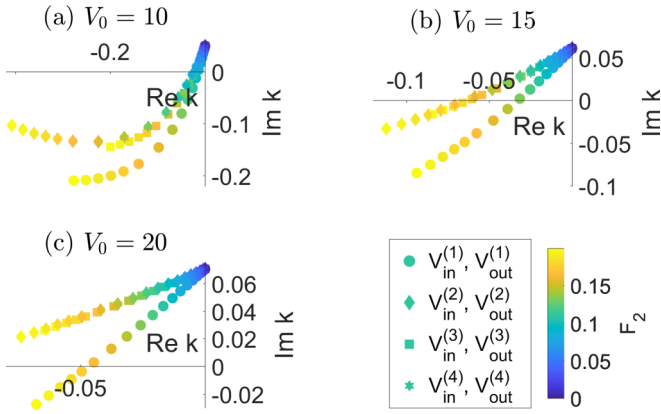 (a) V₀ = 10
-0.2
0
Re k
-0.1
-0.2
Im k
(b) V₀ = 15
-0.1
-0.05
0.05
0
Re k
-0.05
-0.1
Im k
(c) V₀ = 20
0.06
0.04
0.02
Re k
0
-0.05
-0.02
Im k
V_in^(1), V_out^(1)
V_in^(2), V_out^(2)
V_in^(3), V_out^(3)
V_in^(4), V_out^(4)
0.15
0.1
0.05
0
F₂